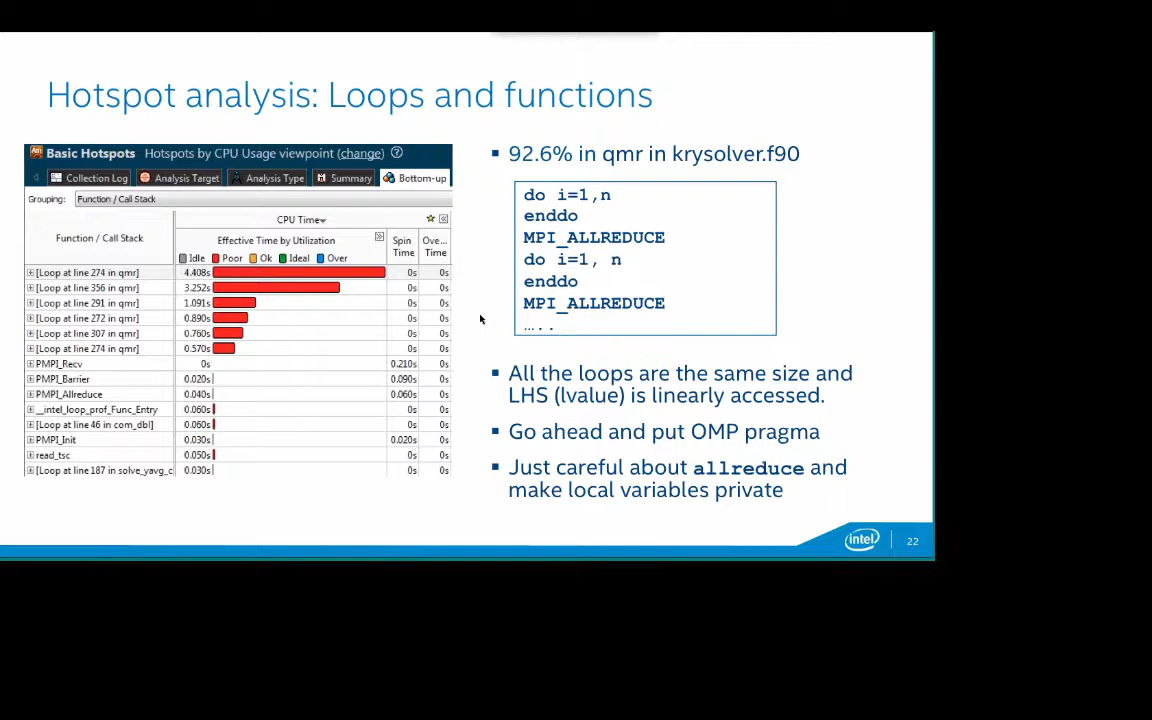 Hotspot analysis: Loops and functions
Basic Hotspots Hotspots by CPU Usage viewpoint (change)
Collection Log Analysis Target Analysis Type Summary Bottom-up
Grouping: Function / Call Stack
Function / Call Stack
CPU Time
Effective Time by Utilization
Idle Poor Ok Ideal Over
Spin Time
Ove... Time
[Loop at line 274 in qmr] 4.408s 0s 0s
[Loop at line 356 in qmr] 3.252s 0s 0s
[Loop at line 291 in qmr] 1.091s 0s 0s
[Loop at line 272 in qmr] 0.890s 0s 0s
[Loop at line 307 in qmr] 0.760s 0s 0s
[Loop at line 274 in qmr] 0.570s 0s 0s
PMPI_Recv 0s 0.210s 0s
PMPI_Barrier 0.020s 0.090s 0s
PMPI_Allreduce 0.040s 0.060s 0s
__intel_loop_prof_Func_Entry 0.060s 0s 0s
[Loop at line 46 in com_dbl] 0.060s 0s 0s
PMPI_Init 0.030s 0.020s 0s
read_tsc 0.050s 0s 0s
[Loop at line 187 in solve_yavg_c 0.030s 0s 0s
92.6% in qmr in krysolver.f90
do i=1,n
enddo
MPI_ALLREDUCE
do i=1, n
enddo
MPI_ALLREDUCE
.....
All the loops are the same size and
LHS (lvalue) is linearly accessed.
Go ahead and put OMP pragma
Just careful about allreduce and
make local variables private
intel
22